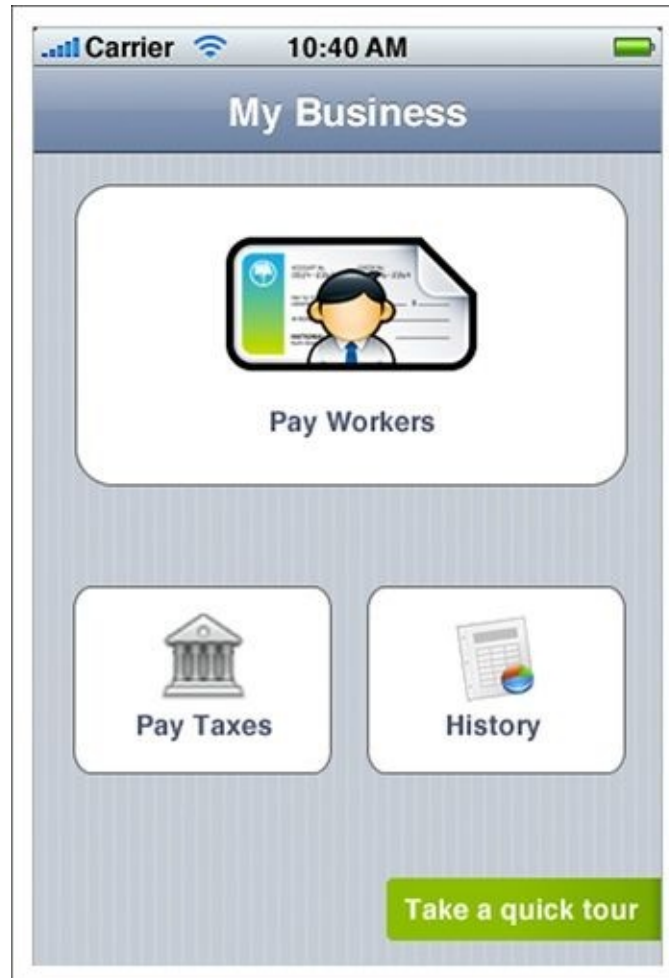 Carrier 10:40 AM
My Business
Pay Workers
Pay Taxes
History
Take a quick tour